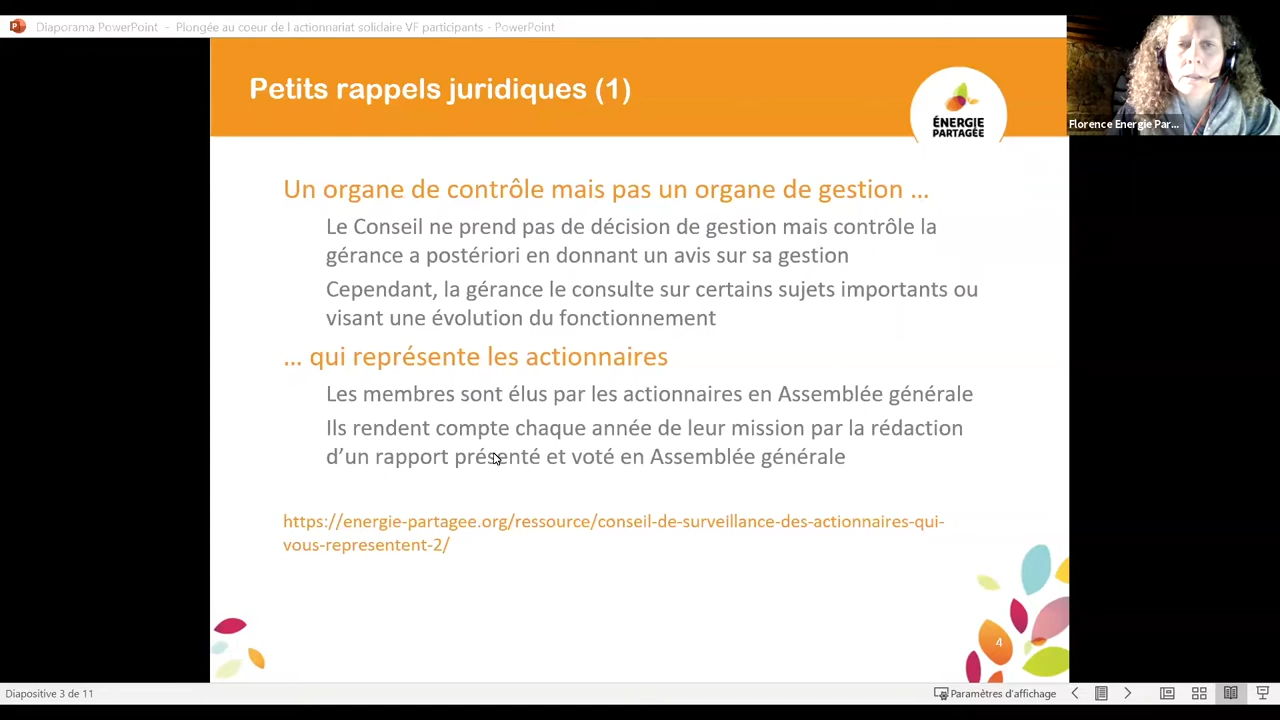 Diaporama PowerPoint - Plongée au coeur de l actionnariat solidaire VF participants - PowerPoint
Petits rappels juridiques (1)
ÉNERGIE
PARTAGÉE
Florence Energie Par...
Un organe de contrôle mais pas un organe de gestion ...
Le Conseil ne prend pas de décision de gestion mais contrôle la
gérance a postériori en donnant un avis sur sa gestion
Cependant, la gérance le consulte sur certains sujets importants ou
visant une évolution du fonctionnement
... qui représente les actionnaires
Les membres sont élus par les actionnaires en Assemblée générale
Ils rendent compte chaque année de leur mission par la rédaction
d’un rapport présenté et voté en Assemblée générale
https://energie-partagee.org/ressource/conseil-de-surveillance-des-actionnaires-qui-
vous-representent-2/
4
Diapositive 3 de 11
Paramètres d'affichage